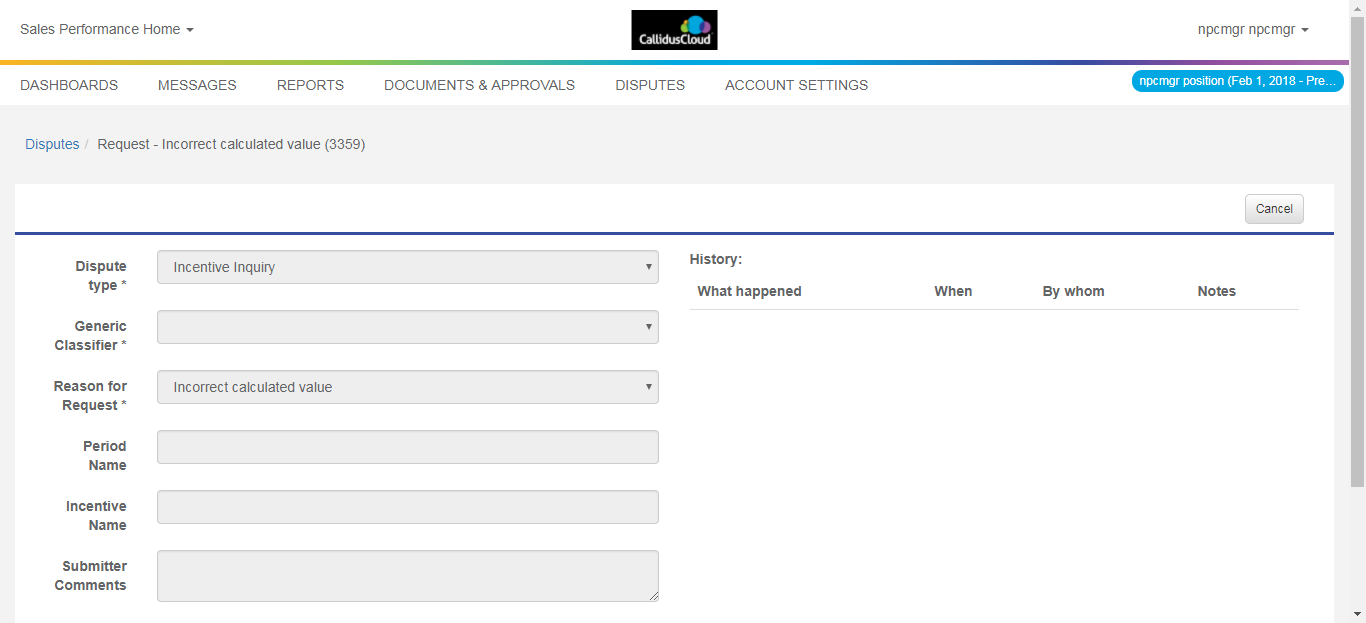 Sales Performance Home
CallidusCloud
npcmgr npcmgr
DASHBOARDS MESSAGES REPORTS DOCUMENTS & APPROVALS DISPUTES ACCOUNT SETTINGS
npcmgr position (Feb 1, 2018 - Pre...
Disputes / Request - Incorrect calculated value (3359)
Cancel
Dispute
type *
Incentive Inquiry
Generic
Classifier *
Reason for
Request *
Incorrect calculated value
Period
Name
Incentive
Name
Submitter
Comments
History:
What happened When By whom Notes